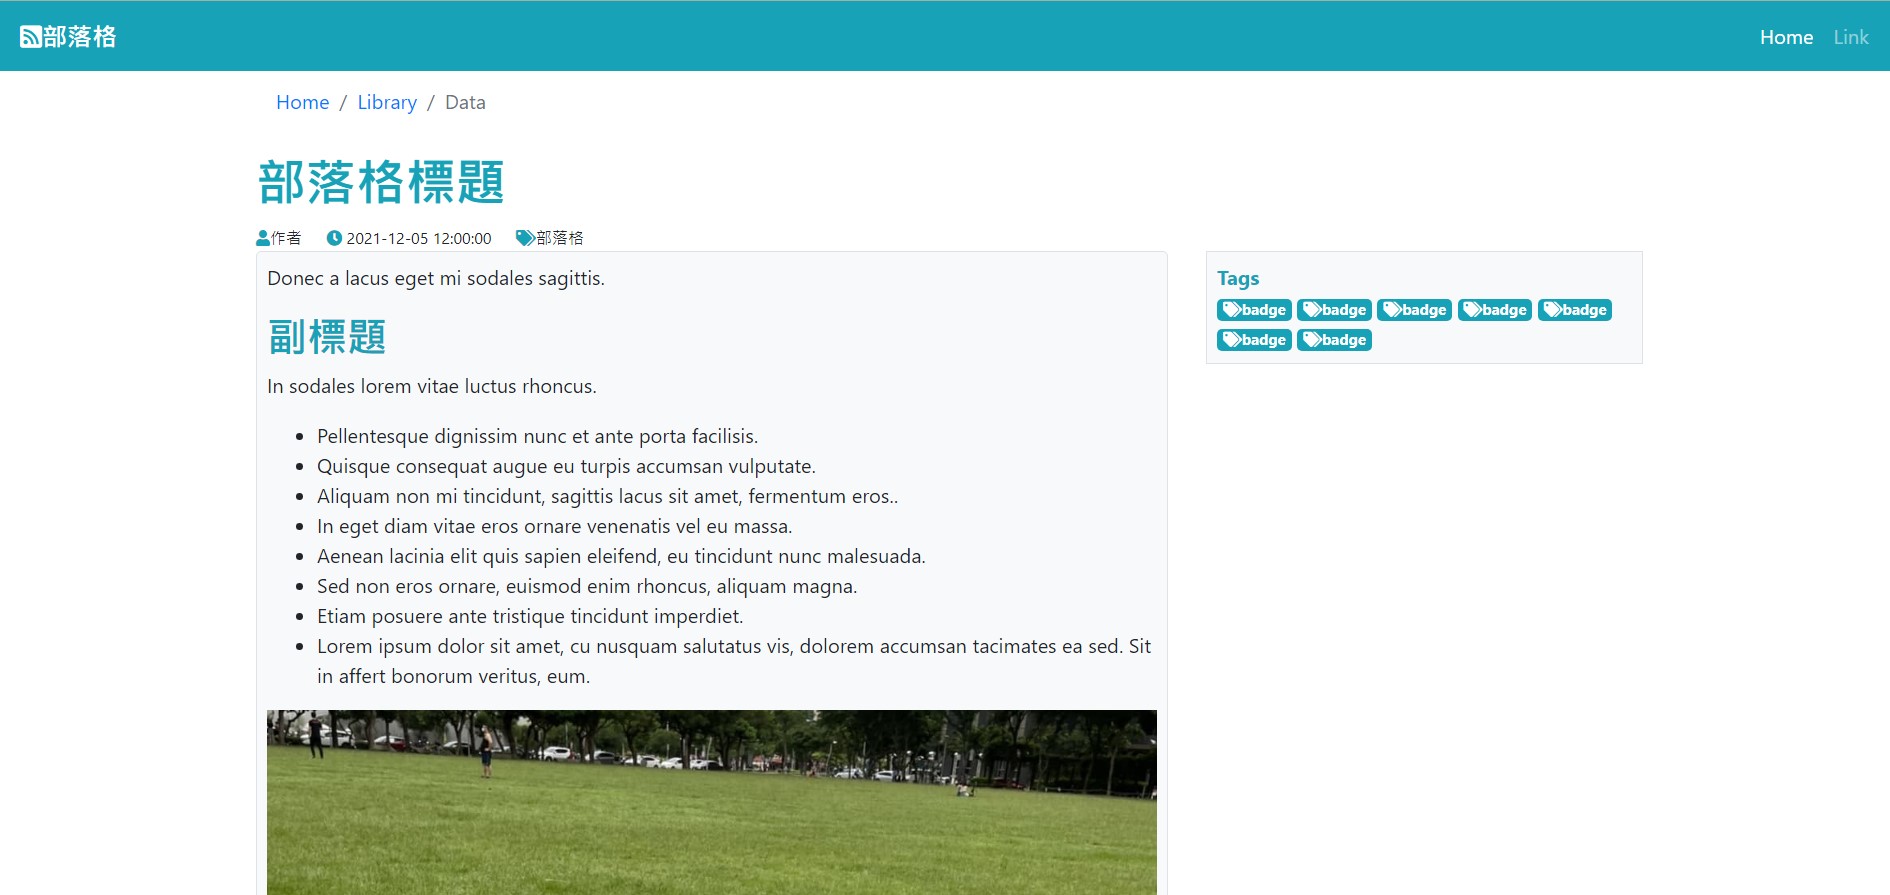 部落格
Home Link
Home / Library / Data
部落格標題
作者 2021-12-05 12:00:00 部落格
Donec a lacus eget mi sodales sagittis.
副標題
In sodales lorem vitae luctus rhoncus.
Pellentesque dignissim nunc et ante porta facilisis.
Quisque consequat augue eu turpis accumsan vulputate.
Aliquam non mi tincidunt, sagittis lacus sit amet, fermentum eros..
In eget diam vitae eros ornare venenatis vel eu massa.
Aenean lacinia elit quis sapien eleifend, eu tincidunt nunc malesuada.
Sed non eros ornare, euismod enim rhoncus, aliquam magna.
Etiam posuere ante tristique tincidunt imperdiet.
Lorem ipsum dolor sit amet, cu nusquam salutatus vis, dolorem accumsan tacimates ea sed. Sit
in affert bonorum veritus, eum.
Tags
badge badge badge badge badge
badge badge